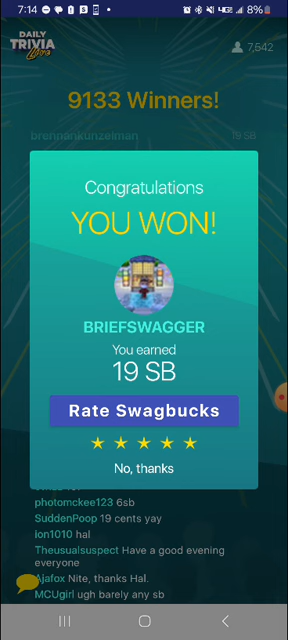 7:14
8%
DAILY
TRIVIA
Live
7,542
9133 Winners!
brennankunzelman 19 SB
Congratulations
YOU WON!
BRIEFSWAGGER
You earned
19 SB
Rate Swagbucks
No, thanks
photomckee123 6sb
SuddenPoop 19 cents yay
ion1010 hal
Theusualsuspect Have a good evening
everyone
Ajafox Nite, thanks Hal.
MCUgirl ugh barely any sb